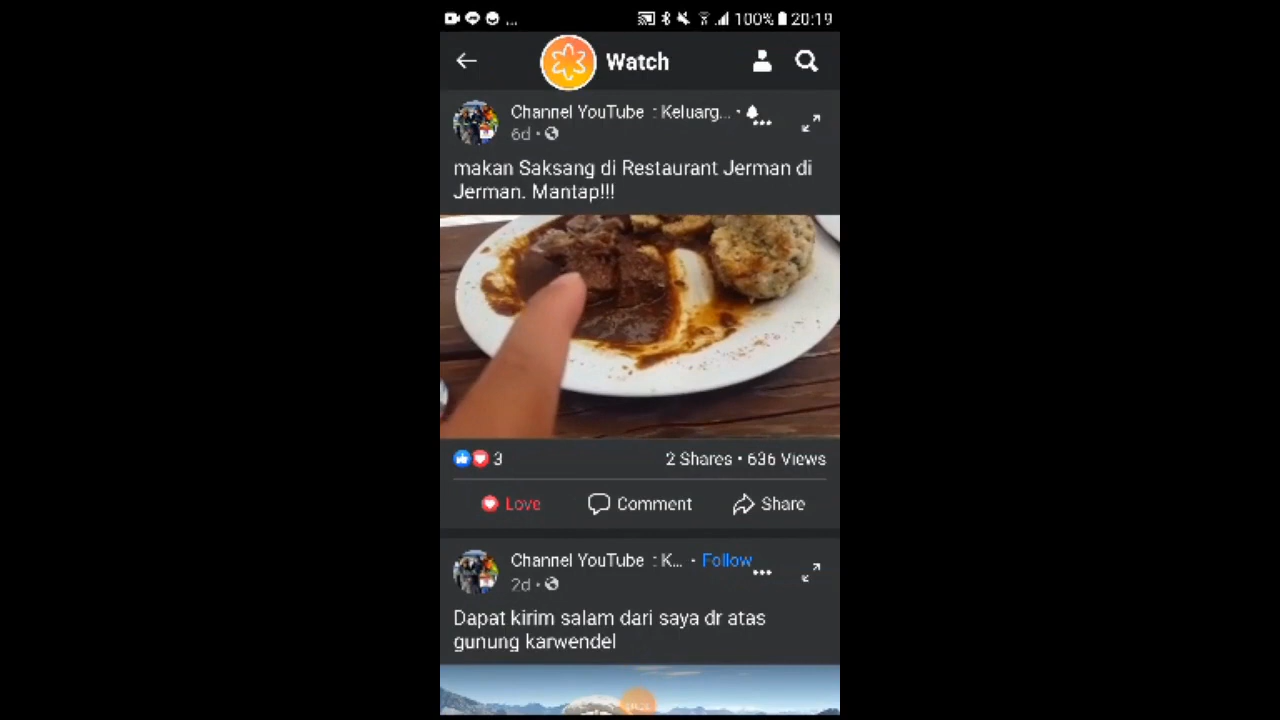 ... 100% 20:19
Watch
Channel YouTube : Keluarg... •
6d •
makan Saksang di Restaurant Jerman di
Jerman. Mantap!!!
3 2 Shares • 636 Views
Love Comment Share
Channel YouTube : K... • Follow
2d •
Dapat kirim salam dari saya dr atas
gunung karwendel